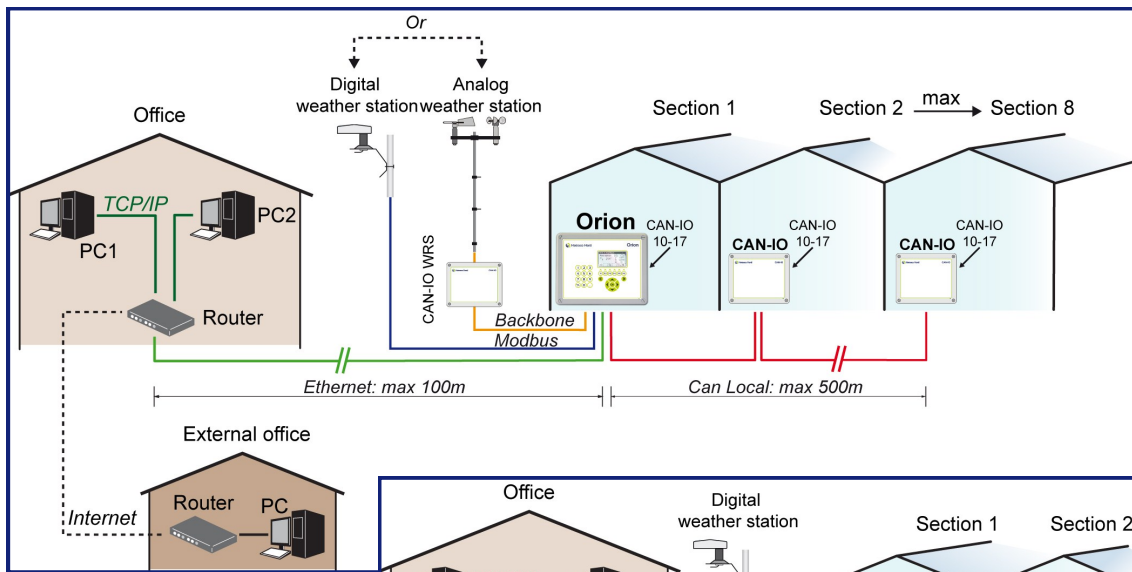 Or
Digital
weather station
Analog
weather station
Office
Section 1
Section 2
max
Section 8
TCP/IP
PC1
PC2
Router
CAN-IO WRS
Orion
CAN-IO
10-17
CAN-IO
CAN-IO
10-17
CAN-IO
CAN-IO
10-17
Orion
Backbone
Modbus
Ethernet: max 100m
Can Local: max 500m
External office
Router
PC
Internet
Office
Digital
weather station
Section 1
Section 2